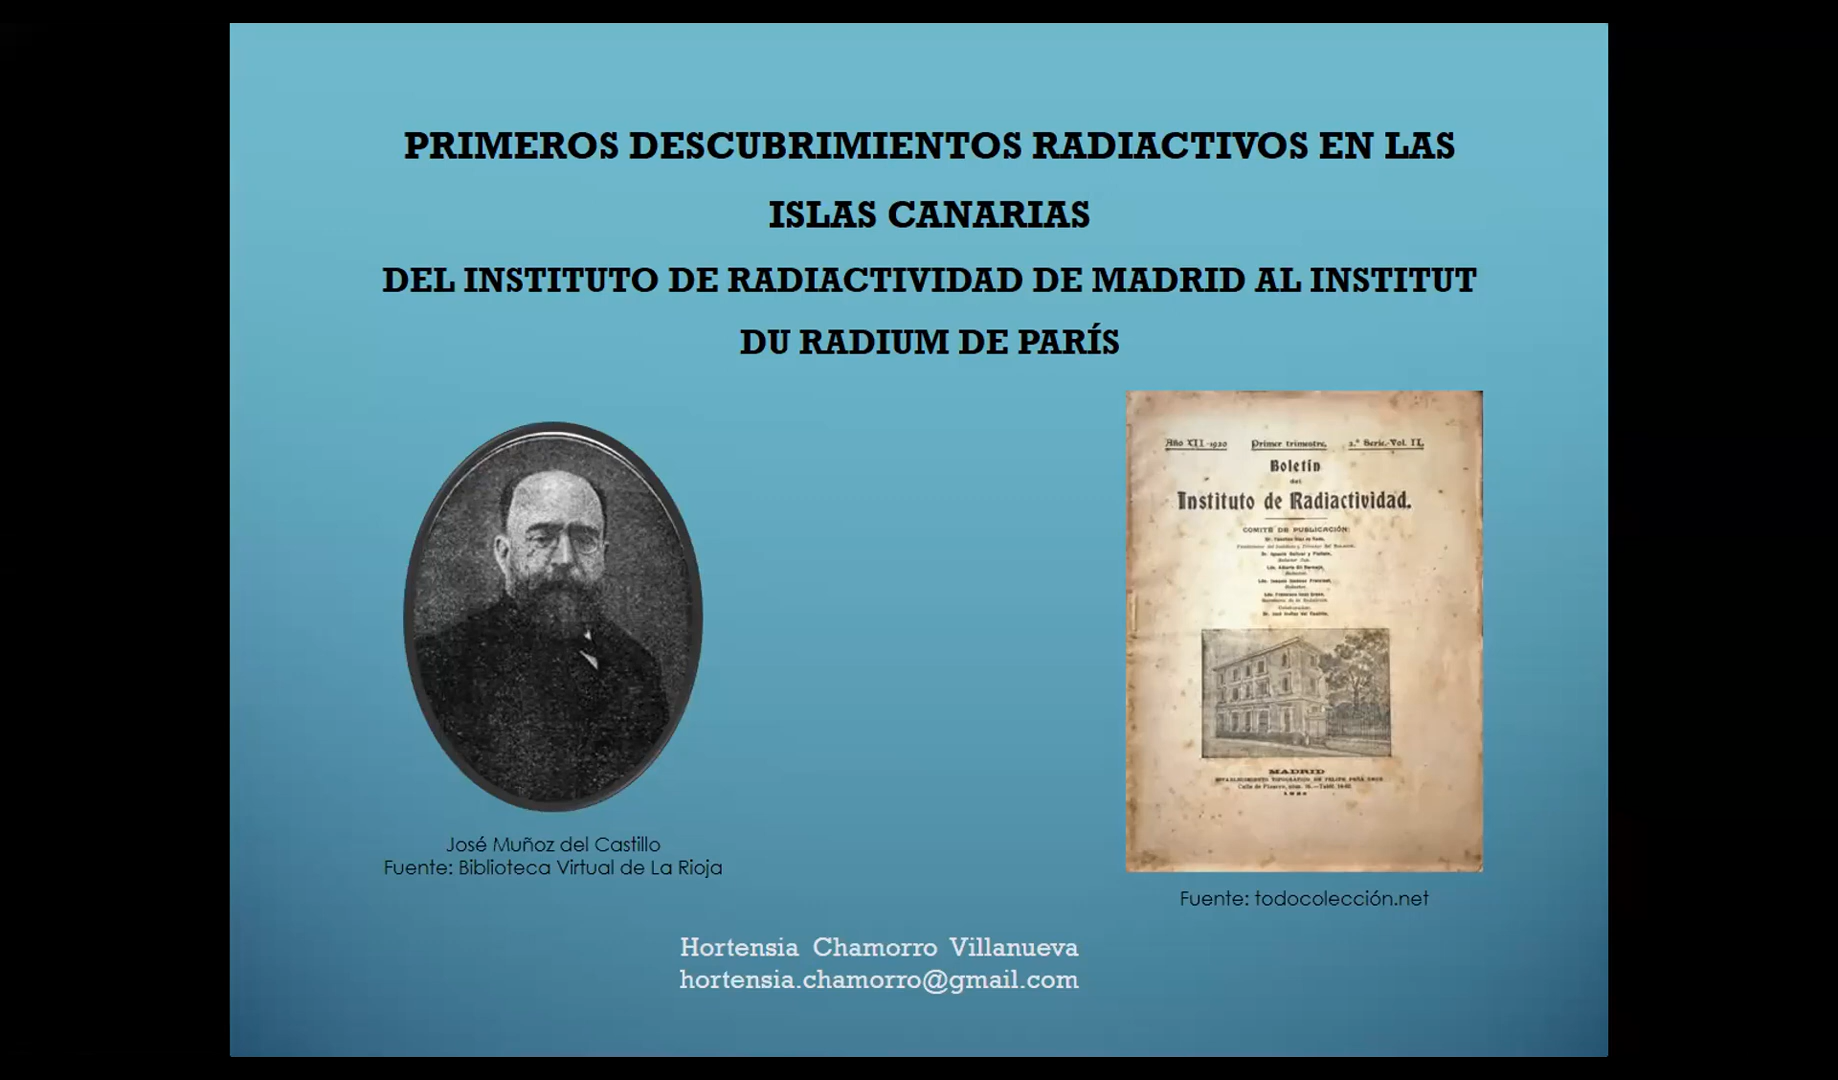 PRIMEROS DESCUBRIMIENTOS RADIACTIVOS EN LAS
ISLAS CANARIAS
DEL INSTITUTO DE RADIACTIVIDAD DE MADRID AL INSTITUT
DU RADIUM DE PARÍS
José Muñoz del Castillo
Fuente: Biblioteca Virtual de La Rioja
Año XII-1920 Primer trimestre. 2.ª Serie.-Vol. II.
Boletín
del
Instituto de Radiactividad.
COMITÉ DE PUBLICACIÓN:
MADRID
Fuente: todocolección.net
Hortensia Chamorro Villanueva
hortensia.chamorro@gmail.com